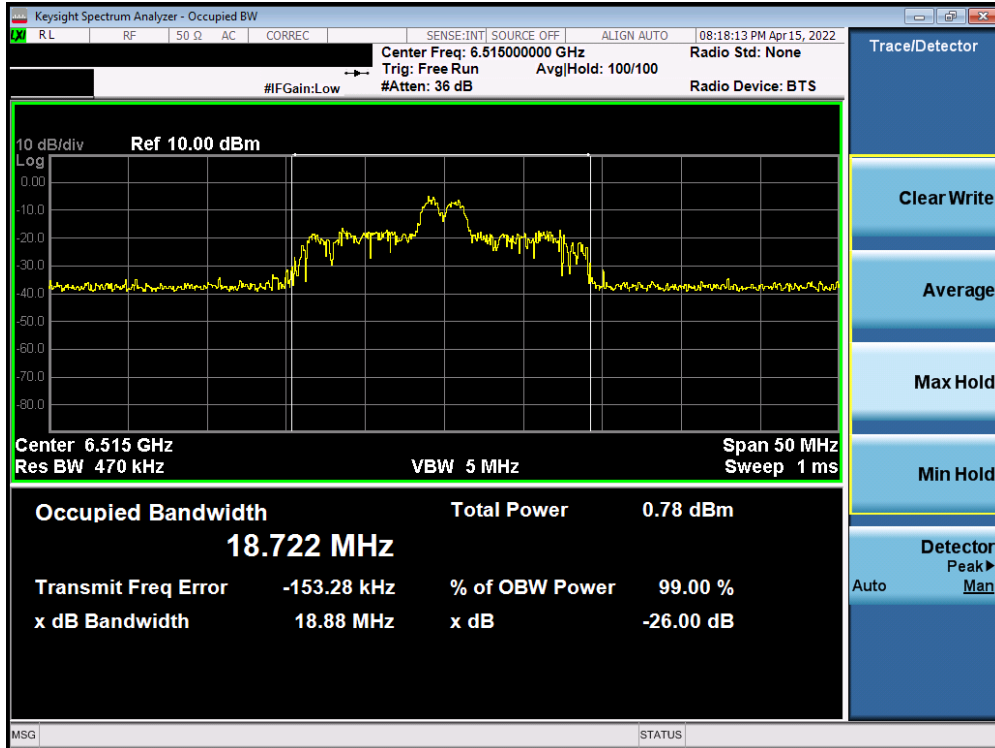 Keysight Spectrum Analyzer - Occupied BW
LXI RL RF 50 Ω AC CORREC SENSE:INT SOURCE OFF ALIGN AUTO 08:18:13 PM Apr 15, 2022
Center Freq: 6.515000000 GHz Radio Std: None
Trig: Free Run Avg|Hold: 100/100
#IFGain:Low #Atten: 36 dB Radio Device: BTS
10 dB/div Ref 10.00 dBm
Log
0.00
-10.0
-20.0
-30.0
-40.0
-50.0
-60.0
-70.0
-80.0
Center 6.515 GHz Span 50 MHz
Res BW 470 kHz VBW 5 MHz Sweep 1 ms
Occupied Bandwidth Total Power 0.78 dBm
18.722 MHz
Transmit Freq Error -153.28 kHz % of OBW Power 99.00 %
x dB Bandwidth 18.88 MHz x dB -26.00 dB
Trace/Detector
Clear Write
Average
Max Hold
Min Hold
Detector
Peak▶
Auto Man
MSG STATUS